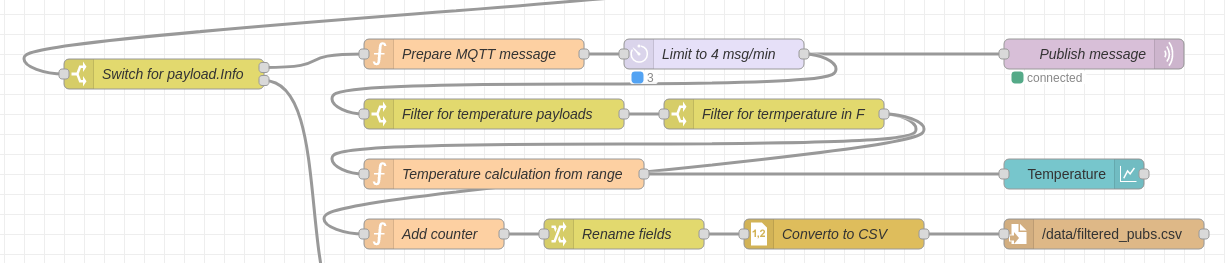 Prepare MQTT message
Limit to 4 msg/min
Publish message
Switch for payload.Info
3
connected
Filter for temperature payloads
Filter for termperature in F
Temperature calculation from range
Temperature
Add counter
Rename fields
1,2
Converto to CSV
/data/filtered_pubs.csv